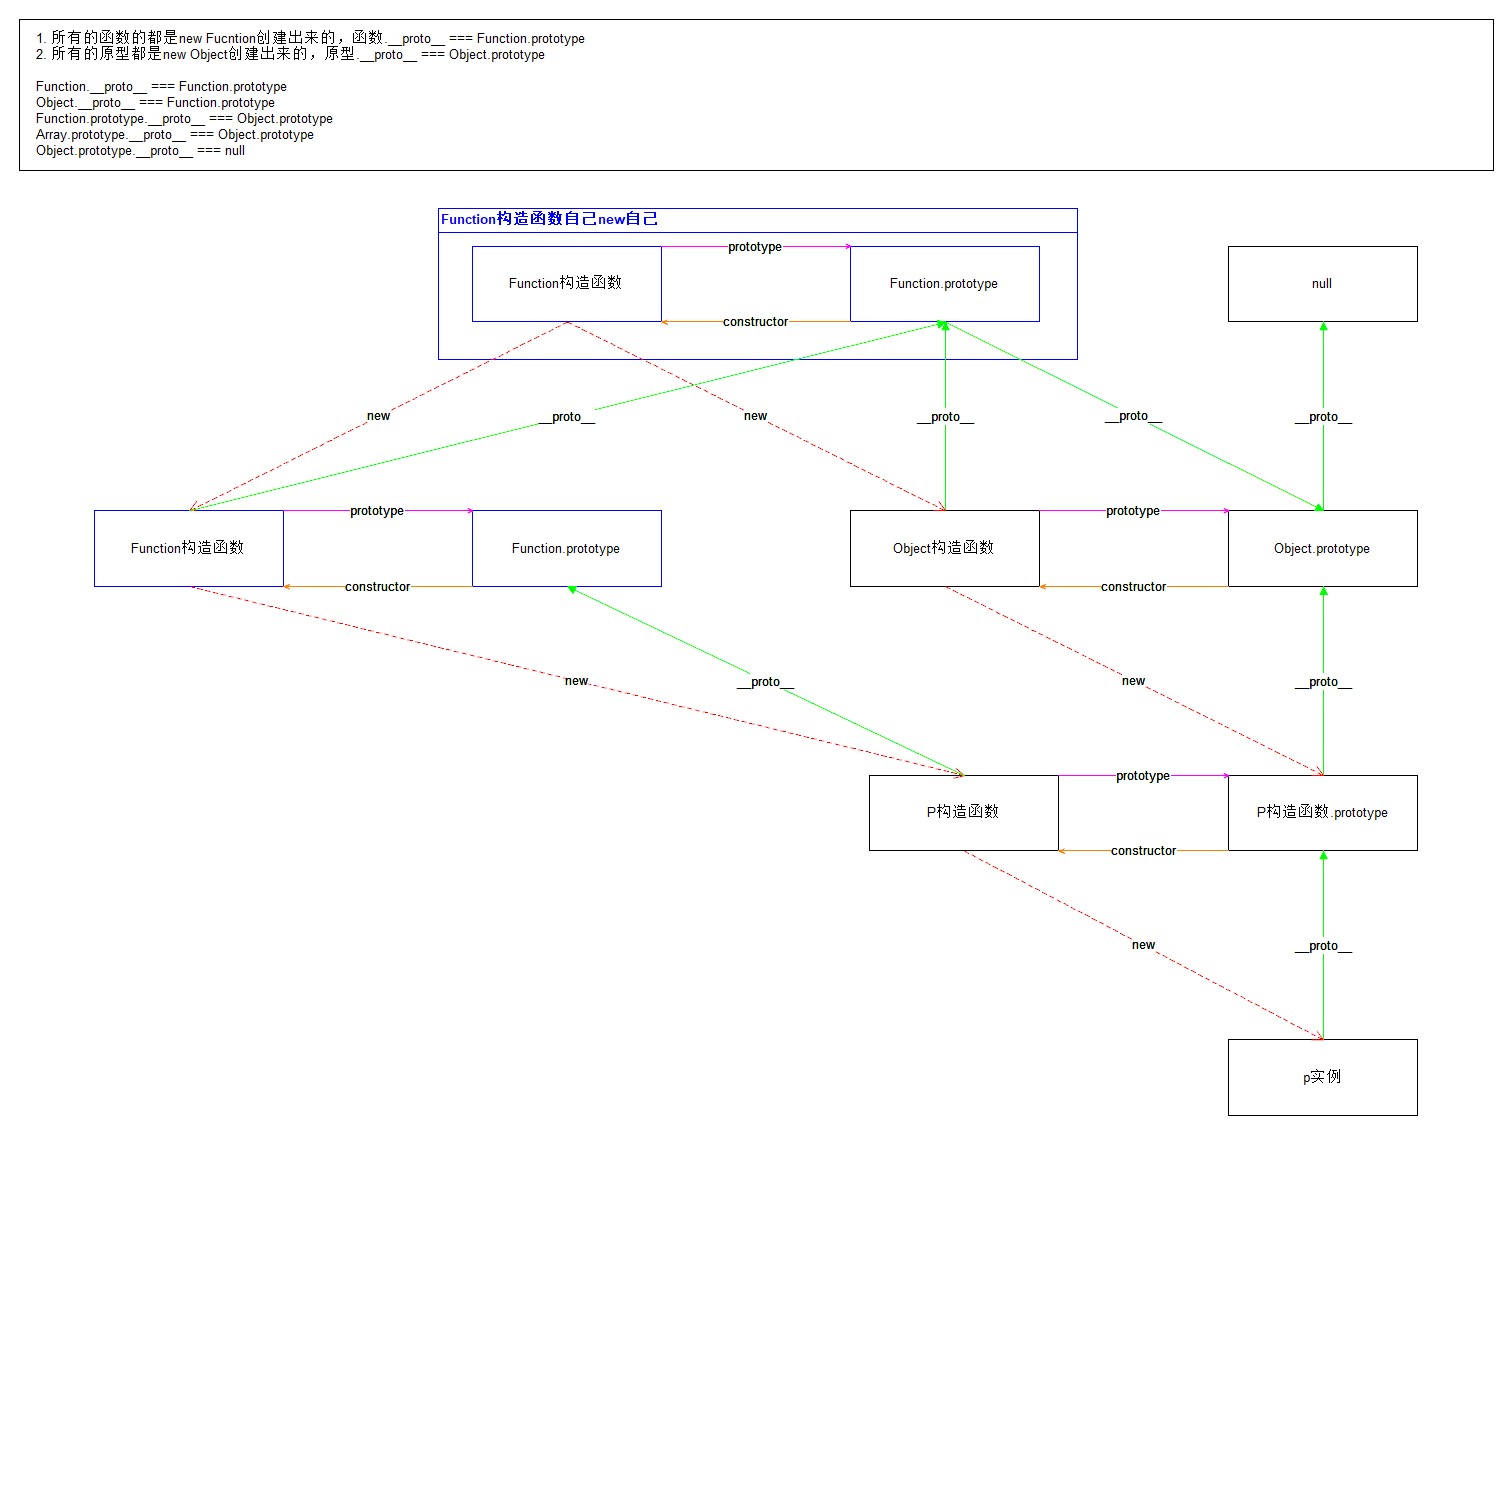 1. 所有的函数的都是new Fucntion创建出来的，函数.__proto__ === Function.prototype
2. 所有的原型都是new Object创建出来的，原型.__proto__ === Object.prototype
Function.__proto__ === Function.prototype
Object.__proto__ === Function.prototype
Function.prototype.__proto__ === Object.prototype
Array.prototype.__proto__ === Object.prototype
Object.prototype.__proto__ === null
Function构造函数自己new自己
prototype
Function构造函数
Function.prototype
null
constructor
new
__proto__
new
__proto__
__proto__
__proto__
prototype
prototype
Function构造函数
Function.prototype
Object构造函数
Object.prototype
constructor
constructor
new
__proto__
new
__proto__
prototype
P构造函数
P构造函数.prototype
constructor
new
__proto__
p实例